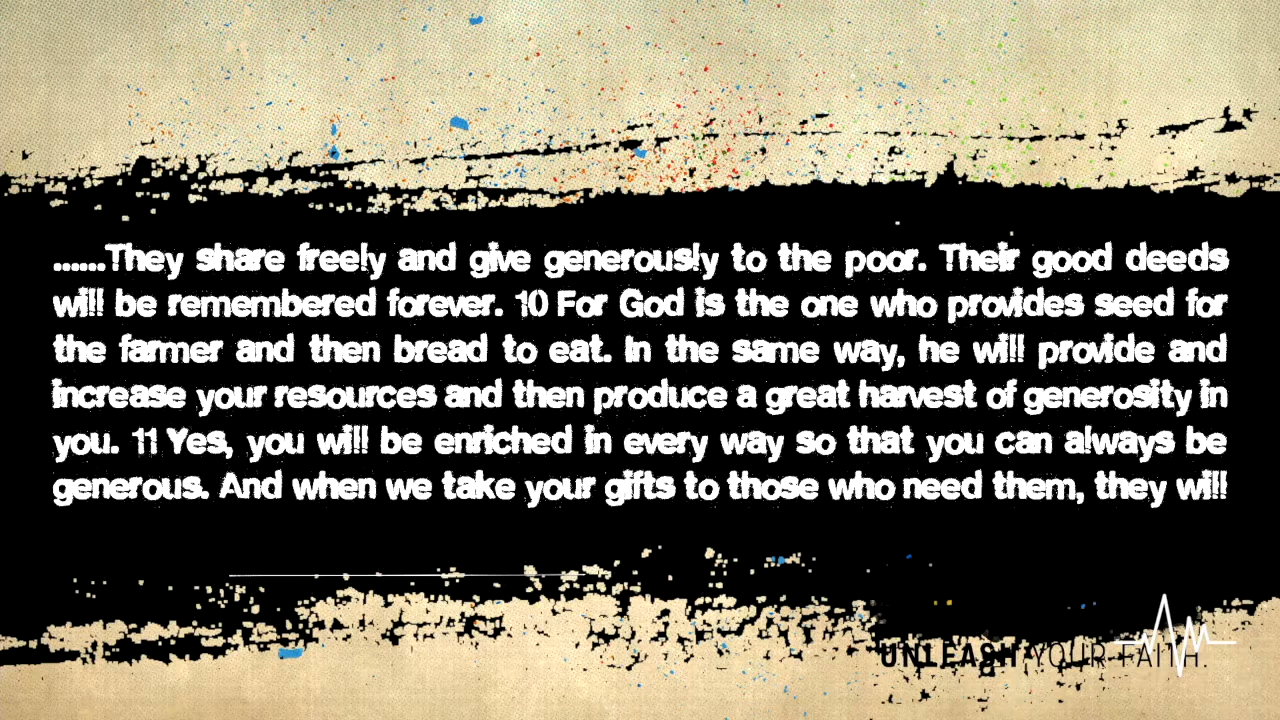 ......They share freely and give generously to the poor. Their good deeds
will be remembered forever. 10 For God is the one who provides seed for
the farmer and then bread to eat. In the same way, he will provide and
increase your resources and then produce a great harvest of generosity in
you. 11 Yes, you will be enriched in every way so that you can always be
generous. And when we take your gifts to those who need them, they will
UNLEASH YOUR FAITH.